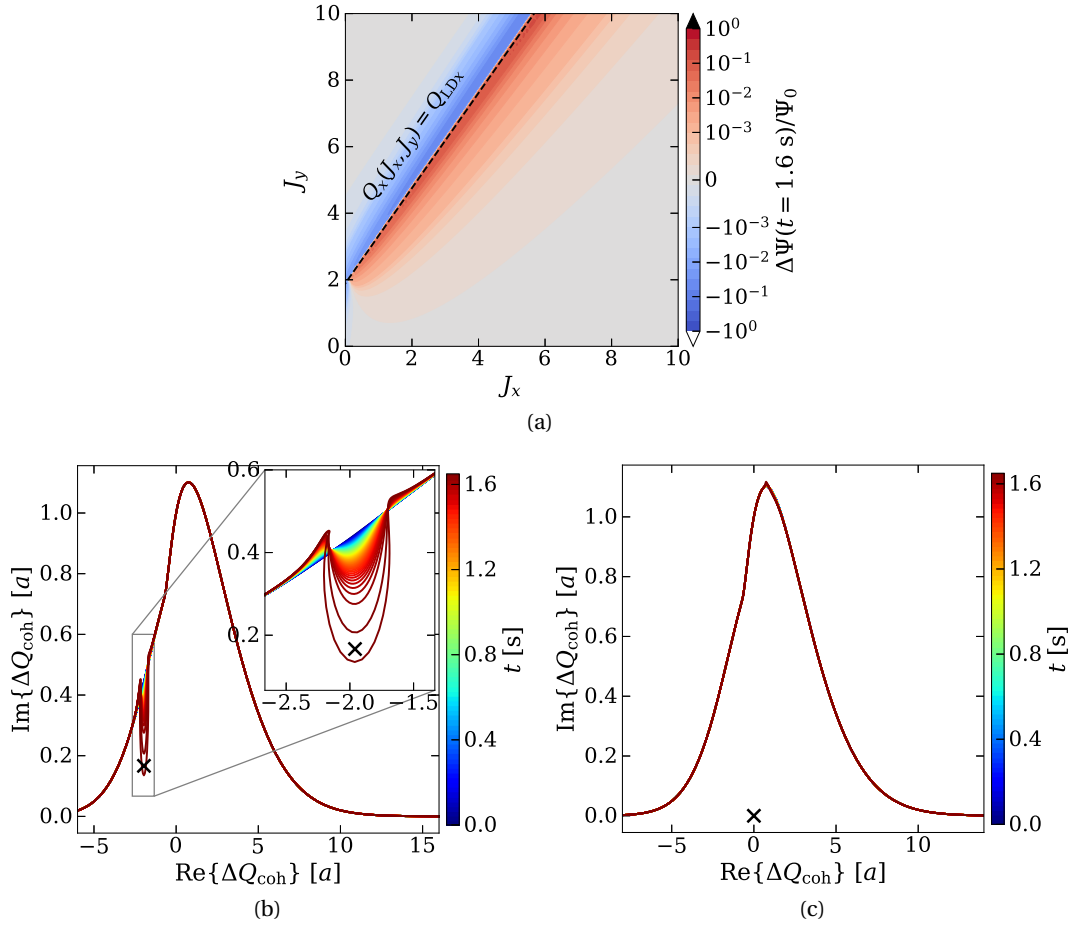 10
8
6
4
2
0
J_y
Q_x(J_x, J_y) = Q_LDx
0 2 4 6 8 10
J_x
10^0
10^-1
10^-2
10^-3
0
-10^-3
-10^-2
-10^-1
-10^0
ΔΨ(t = 1.6 s)/Ψ_0
(a)
1.0
0.8
0.6
0.4
0.2
0.0
Im{ΔQ_coh} [a]
0.6
0.4
0.2
−2.5 −2.0 −1.5
−5 0 5 10 15
Re{ΔQ_coh} [a]
1.6
1.2
0.8
0.4
0.0
t [s]
(b)
1.0
0.8
0.6
0.4
0.2
0.0
Im{ΔQ_coh} [a]
−5 0 5 10
Re{ΔQ_coh} [a]
1.6
1.2
0.8
0.4
0.0
t [s]
(c)